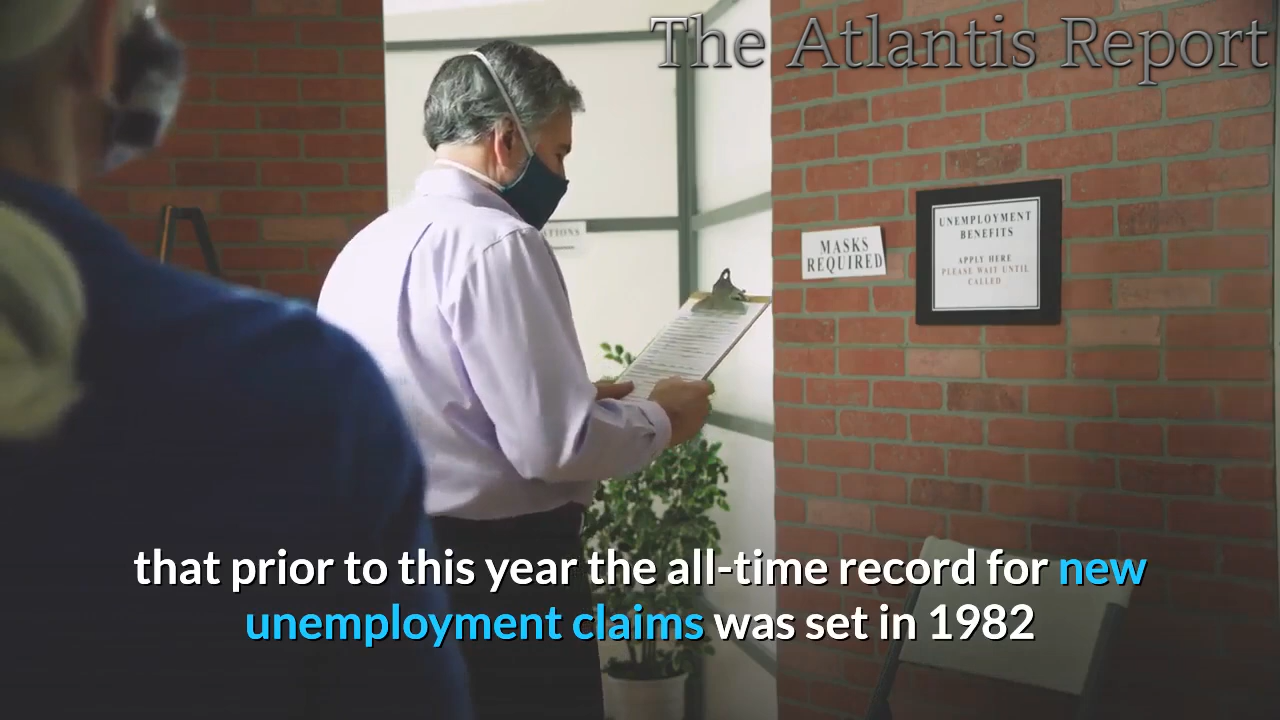 The Atlantis Report
UNEMPLOYMENT
BENEFITS
APPLY HERE
PLEASE WAIT UNTIL
CALLED
MASKS
REQUIRED
that prior to this year the all-time record for new
unemployment claims was set in 1982